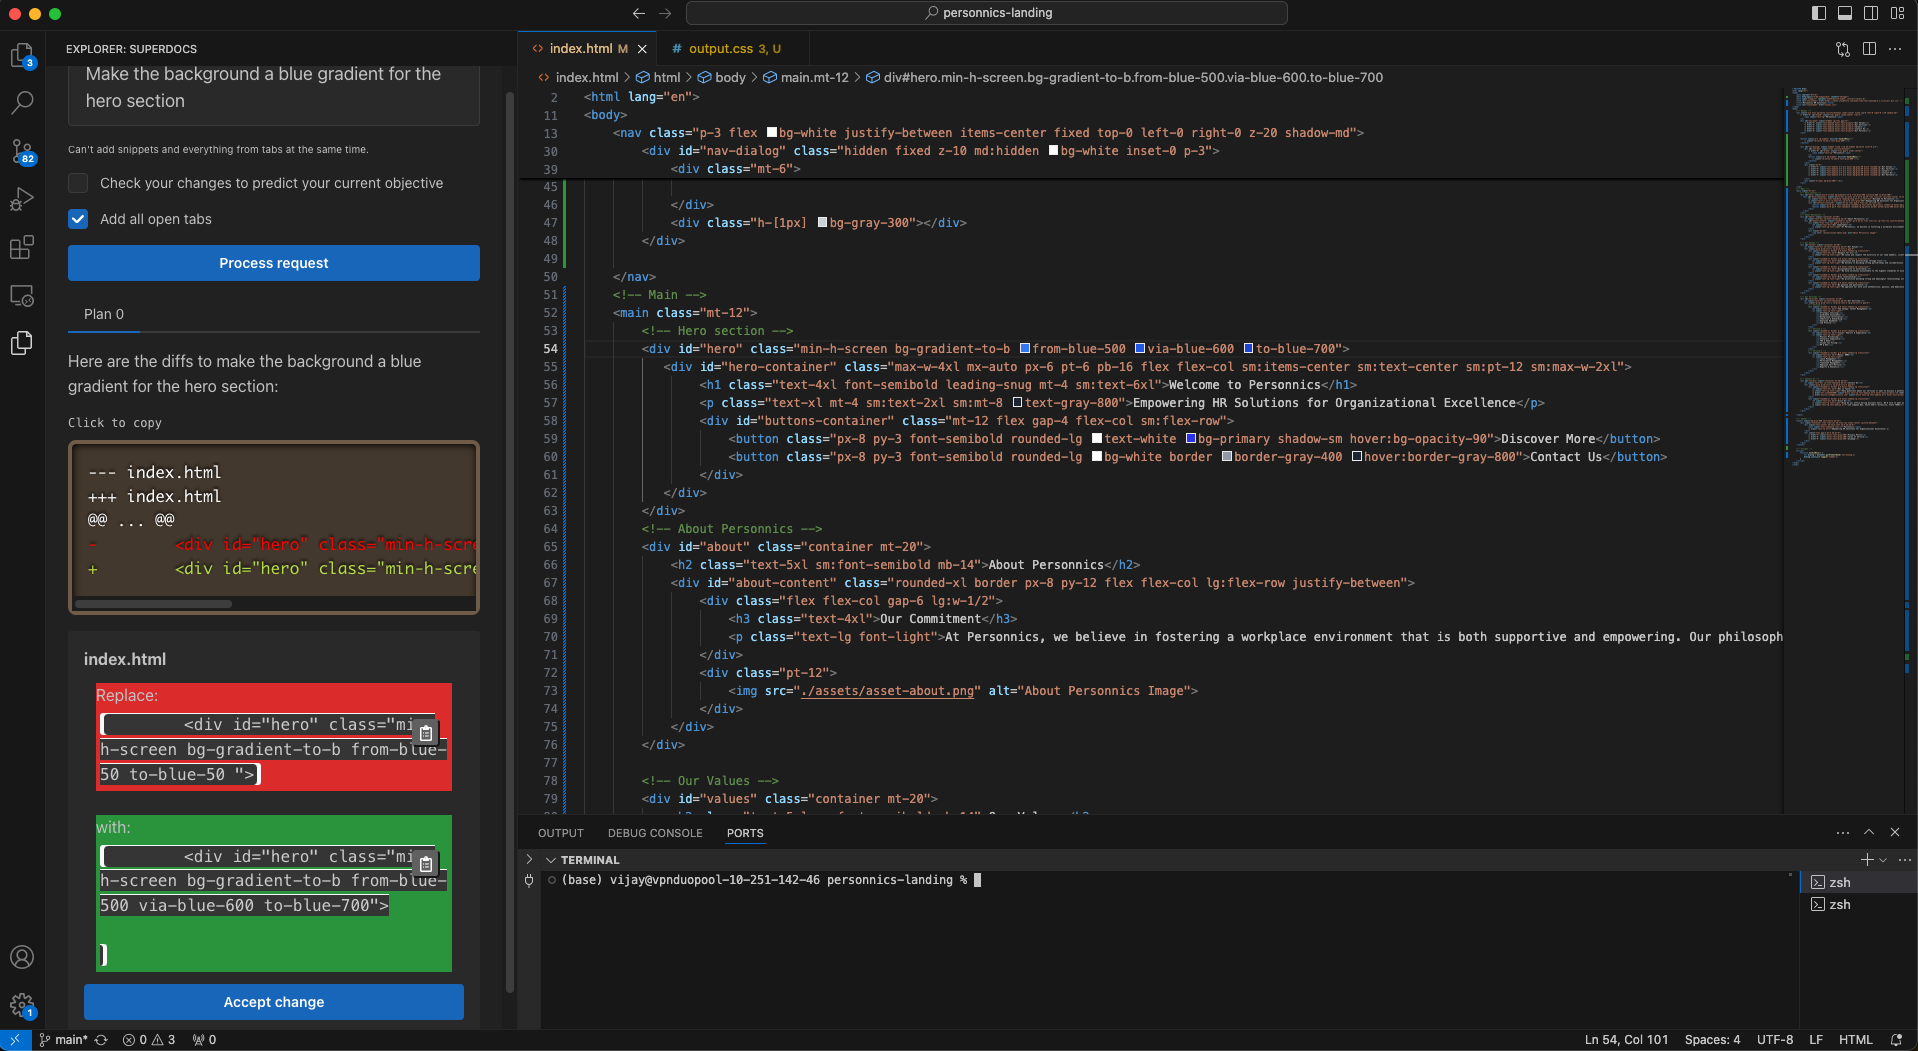 personnics-landing
EXPLORER: SUPERDOCS
Make the background a blue gradient for the
hero section
Can't add snippets and everything from tabs at the same time.
Check your changes to predict your current objective
Add all open tabs
Process request
Plan 0
Here are the diffs to make the background a blue
gradient for the hero section:
Click to copy
--- index.html
+++ index.html
@@ ... @@
-        <div id="hero" class="min-h-scre
+        <div id="hero" class="min-h-scre
index.html
Replace:
<div id="hero" class="mi
h-screen bg-gradient-to-b from-blue-
50 to-blue-50 ">
with:
<div id="hero" class="mi
h-screen bg-gradient-to-b from-blue-
500 via-blue-600 to-blue-700">
Accept change
3
82
1
index.html M
output.css 3, U
index.html > html > body > main.mt-12 > div#hero.min-h-screen.bg-gradient-to-b.from-blue-500.via-blue-600.to-blue-700
2 <html lang="en">
11 <body>
13 <nav class="p-3 flex bg-white justify-between items-center fixed top-0 left-0 right-0 z-20 shadow-md">
30 <div id="nav-dialog" class="hidden fixed z-10 md:hidden bg-white inset-0 p-3">
39 <div class="mt-6">
45
46 </div>
47 <div class="h-[1px] bg-gray-300"></div>
48 </div>
49
50 </nav>
51 <!-- Main -->
52 <main class="mt-12">
53 <!-- Hero section -->
54 <div id="hero" class="min-h-screen bg-gradient-to-b from-blue-500 via-blue-600 to-blue-700">
55 <div id="hero-container" class="max-w-4xl mx-auto px-6 pt-6 pb-16 flex flex-col sm:items-center sm:text-center sm:pt-12 sm:max-w-2xl">
56 <h1 class="text-4xl font-semibold leading-snug mt-4 sm:text-6xl">Welcome to Personnics</h1>
57 <p class="text-xl mt-4 sm:text-2xl sm:mt-8 text-gray-800">Empowering HR Solutions for Organizational Excellence</p>
58 <div id="buttons-container" class="mt-12 flex gap-4 flex-col sm:flex-row">
59 <button class="px-8 py-3 font-semibold rounded-lg text-white bg-primary shadow-sm hover:bg-opacity-90">Discover More</button>
60 <button class="px-8 py-3 font-semibold rounded-lg bg-white border border-gray-400 hover:border-gray-800">Contact Us</button>
61 </div>
62 </div>
63 </div>
64 <!-- About Personnics -->
65 <div id="about" class="container mt-20">
66 <h2 class="text-5xl sm:font-semibold mb-14">About Personnics</h2>
67 <div id="about-content" class="rounded-xl border px-8 py-12 flex flex-col lg:flex-row justify-between">
68 <div class="flex flex-col gap-6 lg:w-1/2">
69 <h3 class="text-4xl">Our Commitment</h3>
70 <p class="text-lg font-light">At Personnics, we believe in fostering a workplace environment that is both supportive and empowering. Our philosoph
71 </div>
72 <div class="pt-12">
73 <img src="./assets/asset-about.png" alt="About Personnics Image">
74 </div>
75 </div>
76 </div>
77
78 <!-- Our Values -->
79 <div id="values" class="container mt-20">
OUTPUT DEBUG CONSOLE PORTS
TERMINAL
(base) vijay@vpnduopool-10-251-142-46 personnics-landing %
zsh
zsh
main* 0 3 0
Ln 54, Col 101 Spaces: 4 UTF-8 LF HTML